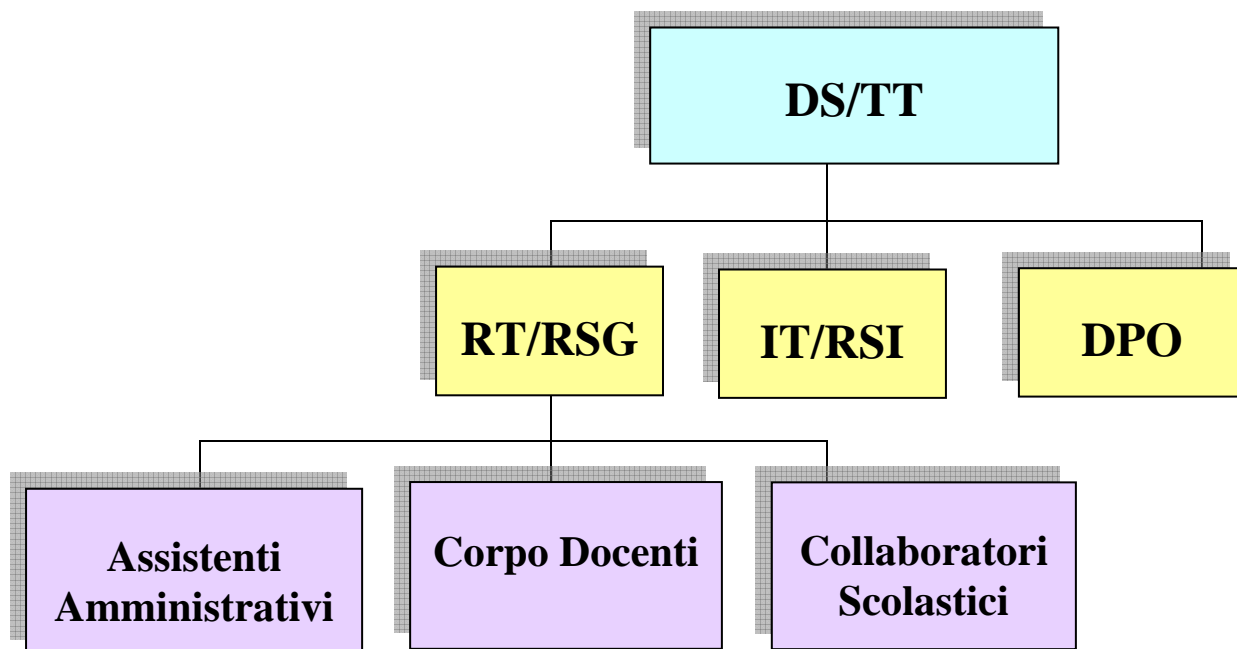 DS/TT
RT/RSG
IT/RSI
DPO
Assistenti
Amministrativi
Corpo Docenti
Collaboratori
Scolastici